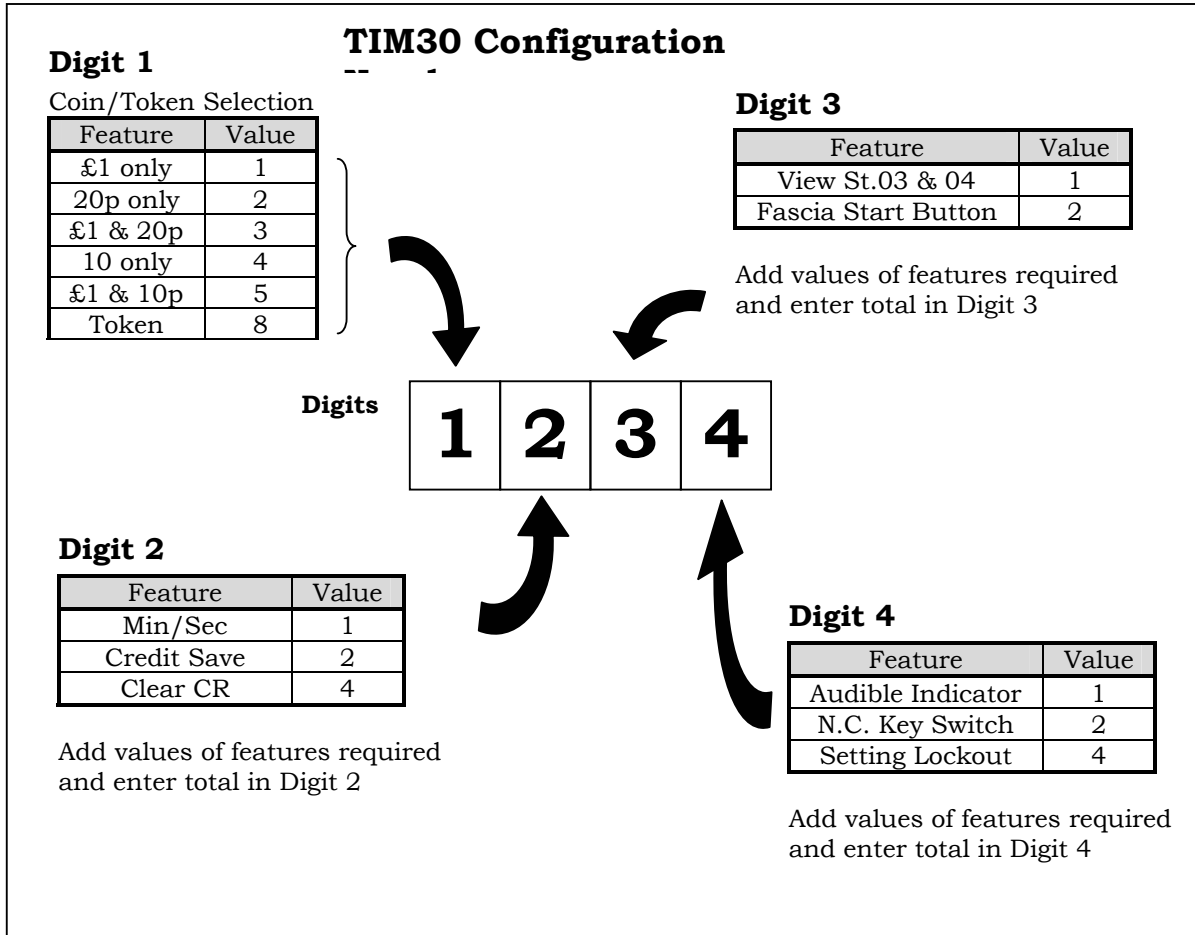 TIM30 Configuration
Digit 1
Coin/Token Selection
Feature Value
£1 only 1
20p only 2
£1 & 20p 3
10 only 4
£1 & 10p 5
Token 8
Digit 3
Feature Value
View St.03 & 04 1
Fascia Start Button 2
Add values of features required
and enter total in Digit 3
Digits
1 2 3 4
Digit 2
Feature Value
Min/Sec 1
Credit Save 2
Clear CR 4
Add values of features required
and enter total in Digit 2
Digit 4
Feature Value
Audible Indicator 1
N.C. Key Switch 2
Setting Lockout 4
Add values of features required
and enter total in Digit 4